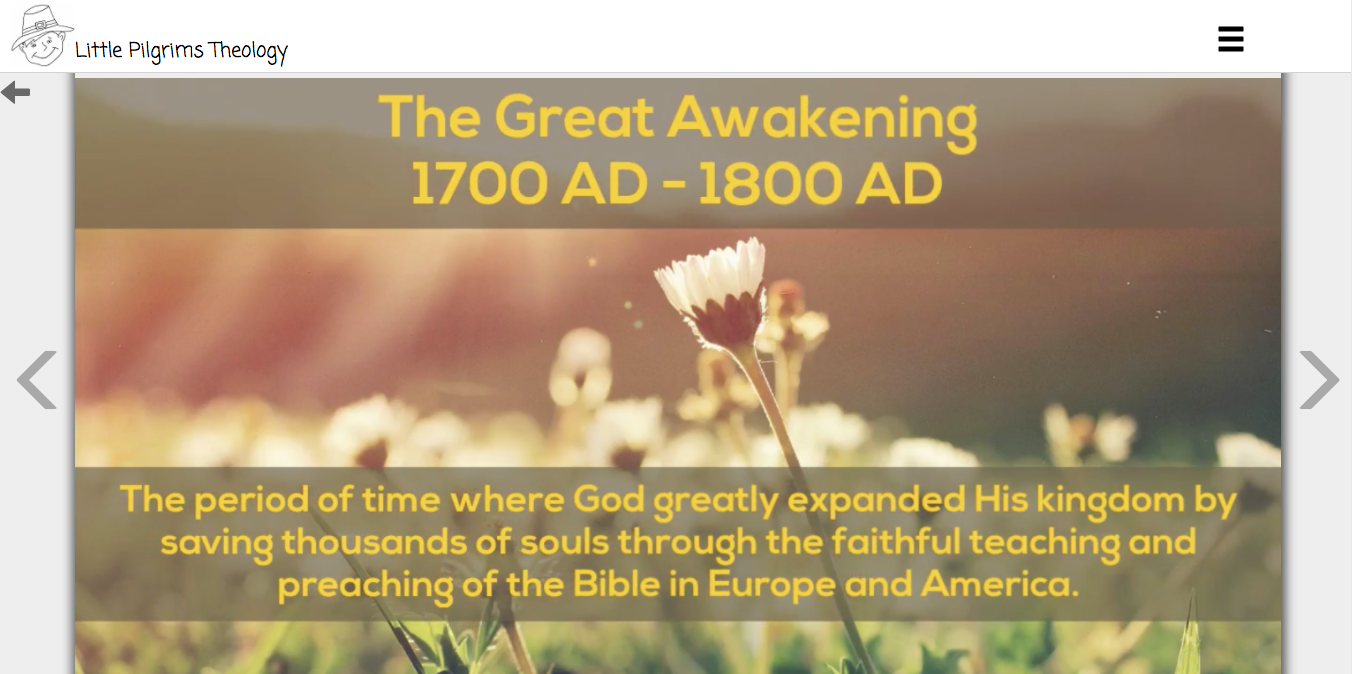 Little Pilgrims Theology
The Great Awakening
1700 AD - 1800 AD
The period of time where God greatly expanded His kingdom by
saving thousands of souls through the faithful teaching and
preaching of the Bible in Europe and America.